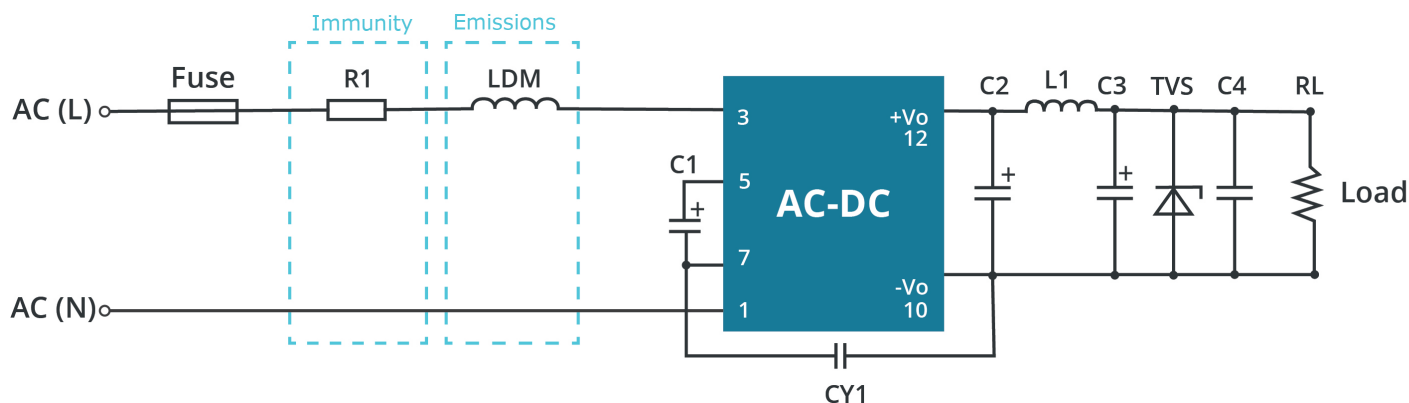 Immunity
Emissions
Fuse
R1
LDM
C2
L1
C3
TVS
C4
RL
AC (L)
3
+Vo
12
C1
5
+
+
+
AC-DC
Load
7
-Vo
AC (N)
1
10
CY1